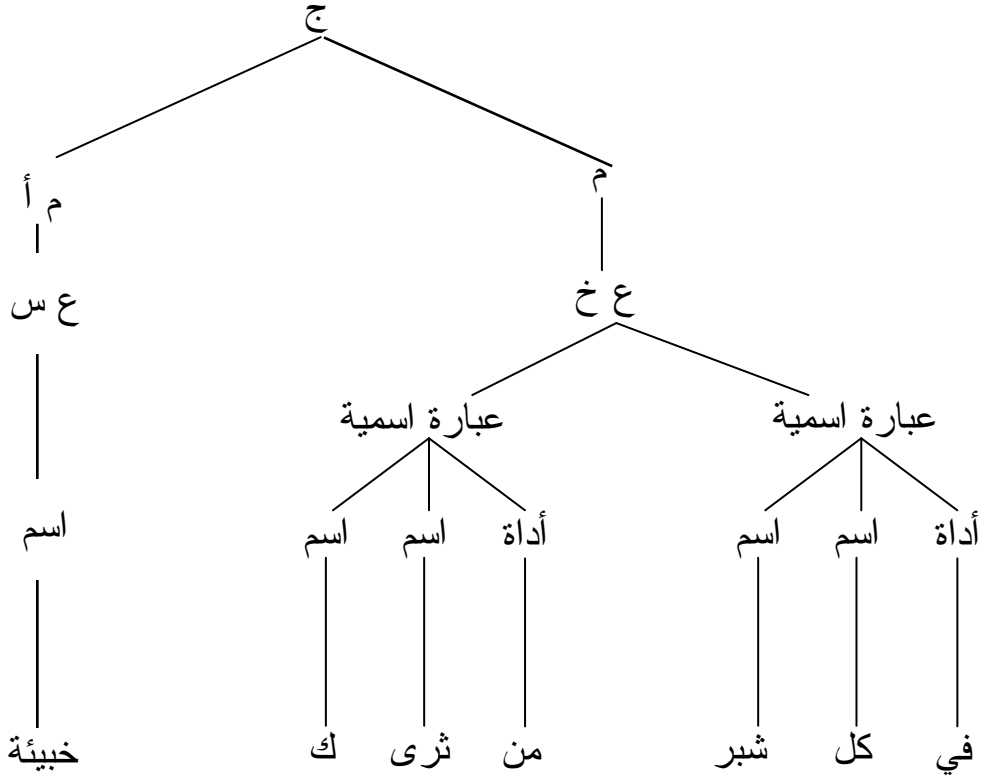 ج
م
م أ
ع خ
ع س
عبارة اسمية
عبارة اسمية
أداة
اسم
اسم
أداة
اسم
اسم
اسم
في
كل
شبر
من
ثرى
ك
خبيئة